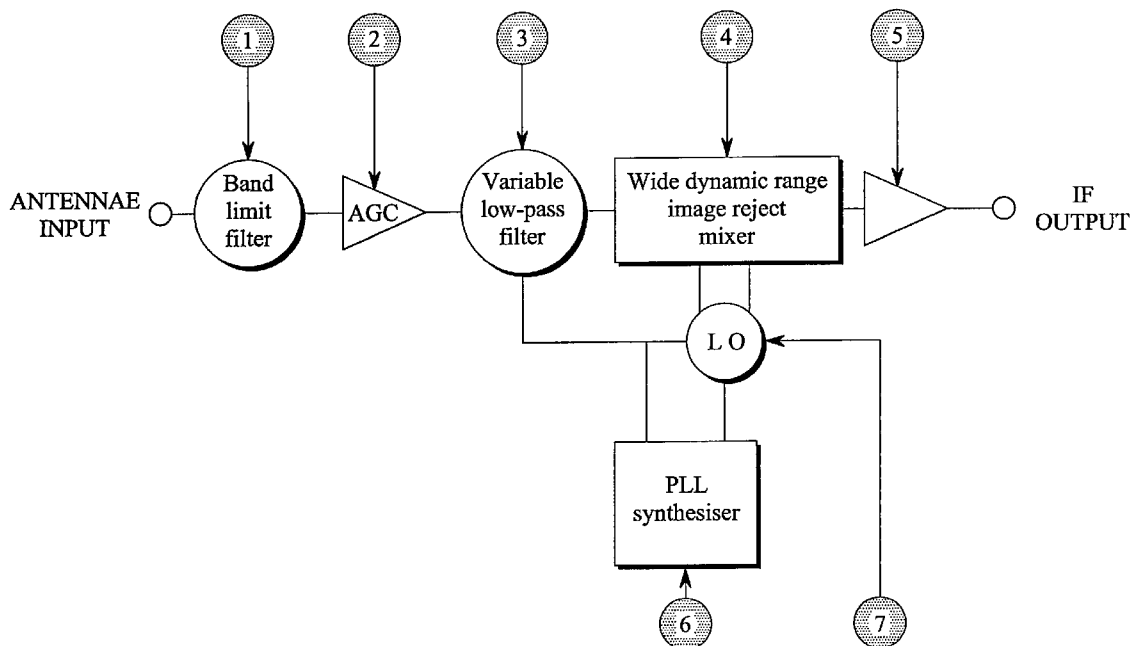 1
2
3
4
5
ANTENNAE
INPUT
Band
limit
filter
AGC
Variable
low-pass
filter
Wide dynamic range
image reject
mixer
IF
OUTPUT
L O
PLL
synthesiser
6
7